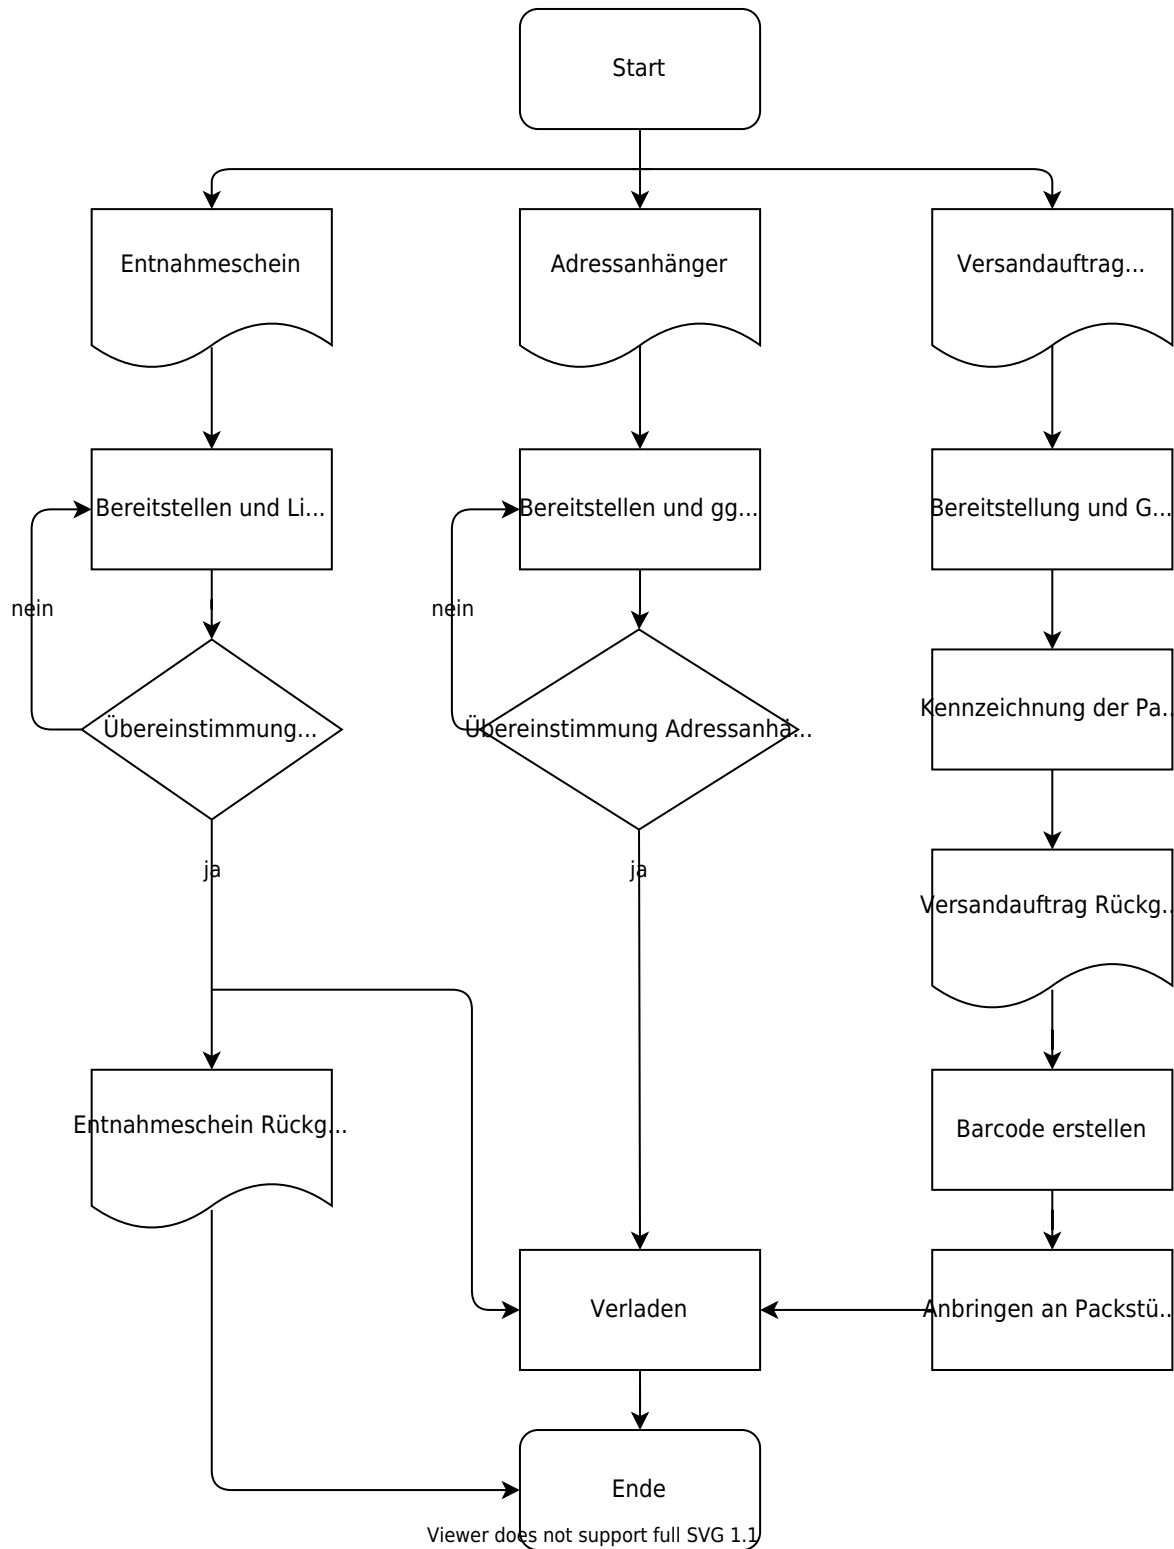 Start
Entnahmeschein
Adressanhänger
Versandauftrag...
Bereitstellen und Li...
Bereitstellen und gg...
Bereitstellung und G...
nein
nein
Übereinstimmung...
Übereinstimmung Adressanhä...
Kennzeichnung der Pa...
ja
ja
Versandauftrag Rückg...
Entnahmeschein Rückg...
Barcode erstellen
Verladen
Anbringen an Packstü...
Ende
Viewer does not support full SVG 1.1